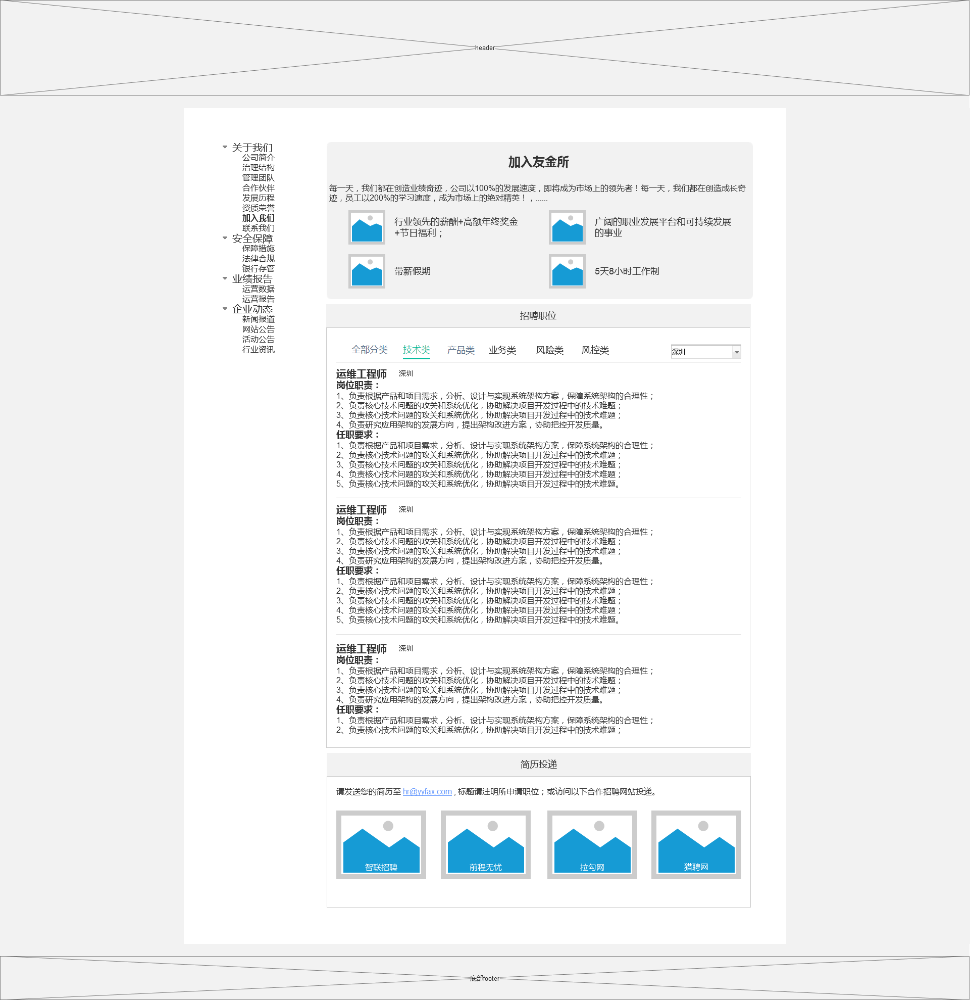 header
关于我们
公司简介
治理结构
管理团队
合作伙伴
发展历程
资质荣誉
加入我们
联系我们
安全保障
保障措施
法律合规
银行存管
业绩报告
运营数据
运营报告
企业动态
新闻报道
网站公告
活动公告
行业资讯
加入友金所
每一天，我们都在创造业绩奇迹，公司以100%的发展速度，即将成为市场上的领先者！每一天，我们都在创造成长奇
迹，员工以200%的学习速度，成为市场上的绝对精英！，......
行业领先的薪酬+高额年终奖金
+节日福利；
广阔的职业发展平台和可持续发展
的事业
带薪假期
5天8小时工作制
招聘职位
全部分类 技术类 产品类 业务类 风险类 风控类 深圳
运维工程师 深圳
岗位职责：
1、负责根据产品和项目需求，分析、设计与实现系统架构方案，保障系统架构的合理性；
2、负责核心技术问题的攻关和系统优化，协助解决项目开发过程中的技术难题；
3、负责核心技术问题的攻关和系统优化，协助解决项目开发过程中的技术难题；
4、负责研究应用架构的发展方向，提出架构改进方案，协助把控开发质量。
任职要求：
1、负责根据产品和项目需求，分析、设计与实现系统架构方案，保障系统架构的合理性；
2、负责核心技术问题的攻关和系统优化，协助解决项目开发过程中的技术难题；
3、负责核心技术问题的攻关和系统优化，协助解决项目开发过程中的技术难题；
4、负责核心技术问题的攻关和系统优化，协助解决项目开发过程中的技术难题；
5、负责核心技术问题的攻关和系统优化，协助解决项目开发过程中的技术难题。
运维工程师 深圳
岗位职责：
1、负责根据产品和项目需求，分析、设计与实现系统架构方案，保障系统架构的合理性；
2、负责核心技术问题的攻关和系统优化，协助解决项目开发过程中的技术难题；
3、负责核心技术问题的攻关和系统优化，协助解决项目开发过程中的技术难题；
4、负责研究应用架构的发展方向，提出架构改进方案，协助把控开发质量。
任职要求：
1、负责根据产品和项目需求，分析、设计与实现系统架构方案，保障系统架构的合理性；
2、负责核心技术问题的攻关和系统优化，协助解决项目开发过程中的技术难题；
3、负责核心技术问题的攻关和系统优化，协助解决项目开发过程中的技术难题；
4、负责核心技术问题的攻关和系统优化，协助解决项目开发过程中的技术难题；
5、负责核心技术问题的攻关和系统优化，协助解决项目开发过程中的技术难题。
运维工程师 深圳
岗位职责：
1、负责根据产品和项目需求，分析、设计与实现系统架构方案，保障系统架构的合理性；
2、负责核心技术问题的攻关和系统优化，协助解决项目开发过程中的技术难题；
3、负责核心技术问题的攻关和系统优化，协助解决项目开发过程中的技术难题；
4、负责研究应用架构的发展方向，提出架构改进方案，协助把控开发质量。
任职要求：
1、负责根据产品和项目需求，分析、设计与实现系统架构方案，保障系统架构的合理性；
2、负责核心技术问题的攻关和系统优化，协助解决项目开发过程中的技术难题；
简历投递
请发送您的简历至 hr@yyfax.com , 标题请注明所申请职位；或访问以下合作招聘网站投递。
智联招聘 前程无忧 拉勾网 猎聘网
底部footer